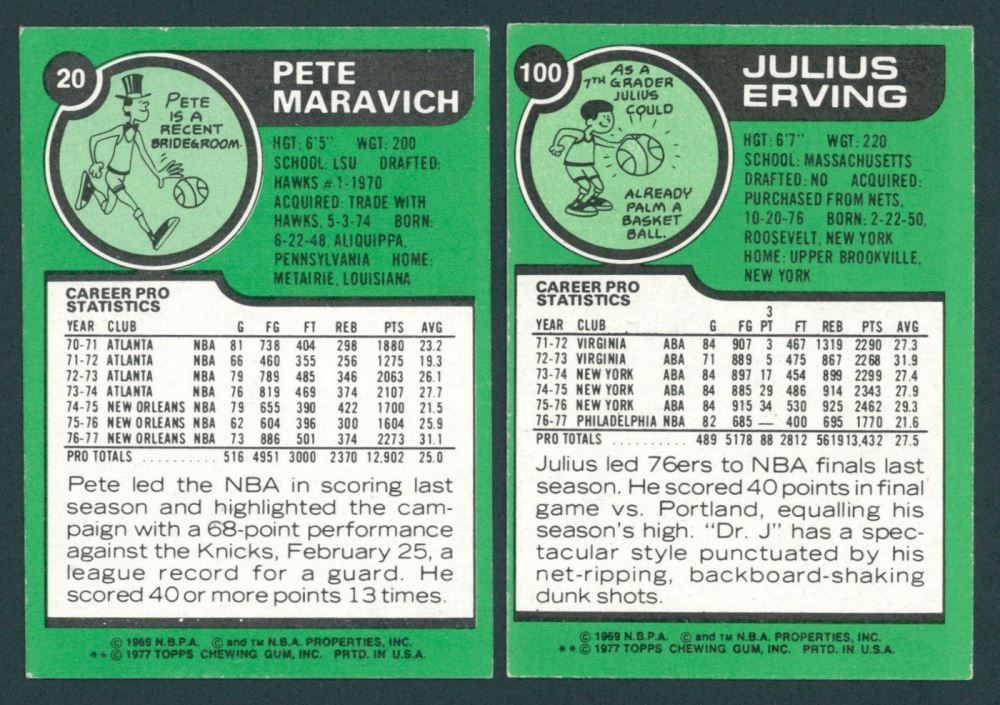 20
PETE
MARAVICH
PETE
IS A
RECENT
BRIDEGROOM.
HGT: 6'5" WGT: 200
SCHOOL: LSU DRAFTED:
HAWKS #1-1970
ACQUIRED: TRADE WITH
HAWKS, 5-3-74 BORN:
6-22-48, ALIQUIPPA,
PENNSYLVANIA HOME:
METAIRIE, LOUISIANA
CAREER PRO
STATISTICS
YEAR CLUB G FG FT REB PTS AVG
70-71 ATLANTA NBA 81 738 404 298 1880 23.2
71-72 ATLANTA NBA 66 460 355 256 1275 19.3
72-73 ATLANTA NBA 79 789 485 346 2063 26.1
73-74 ATLANTA NBA 76 819 469 374 2107 27.7
74-75 NEW ORLEANS NBA 79 655 390 422 1700 21.5
75-76 NEW ORLEANS NBA 62 604 396 300 1604 25.9
76-77 NEW ORLEANS NBA 73 886 501 374 2273 31.1
PRO TOTALS .......... 516 4951 3000 2370 12,902 25.0
Pete led the NBA in scoring last
season and highlighted the cam-
paign with a 68-point performance
against the Knicks, February 25, a
league record for a guard. He
scored 40 or more points 13 times.
© 1969 N.B.P.A. © and TM N.B.A. PROPERTIES, INC.
** © 1977 TOPPS CHEWING GUM, INC. PRTD. IN U.S.A.
100
JULIUS
ERVING
AS A
7TH GRADER
JULIUS
COULD
ALREADY
PALM A
BASKET
BALL.
HGT: 6'7" WGT: 220
SCHOOL: MASSACHUSETTS
DRAFTED: NO ACQUIRED:
PURCHASED FROM NETS,
10-20-76 BORN: 2-22-50,
ROOSEVELT, NEW YORK
HOME: UPPER BROOKVILLE,
NEW YORK
CAREER PRO
STATISTICS
3
YEAR CLUB G FG PT FT REB PTS AVG
71-72 VIRGINIA ABA 84 907 3 467 1319 2290 27.3
72-73 VIRGINIA ABA 71 889 5 475 867 2268 31.9
73-74 NEW YORK ABA 84 897 17 454 899 2299 27.4
74-75 NEW YORK ABA 84 885 29 486 914 2343 27.9
75-76 NEW YORK ABA 84 915 34 530 925 2462 29.3
76-77 PHILADELPHIA NBA 82 685 — 400 695 1770 21.6
PRO TOTALS .......... 489 5178 88 2812 5619 13,432 27.5
Julius led 76ers to NBA finals last
season. He scored 40 points in final
game vs. Portland, equalling his
season's high. "Dr. J" has a spec-
tacular style punctuated by his
net-ripping, backboard-shaking
dunk shots.
© 1969 N.B.P.A. © and TM N.B.A. PROPERTIES, INC.
** © 1977 TOPPS CHEWING GUM, INC. PRTD. IN U.S.A.